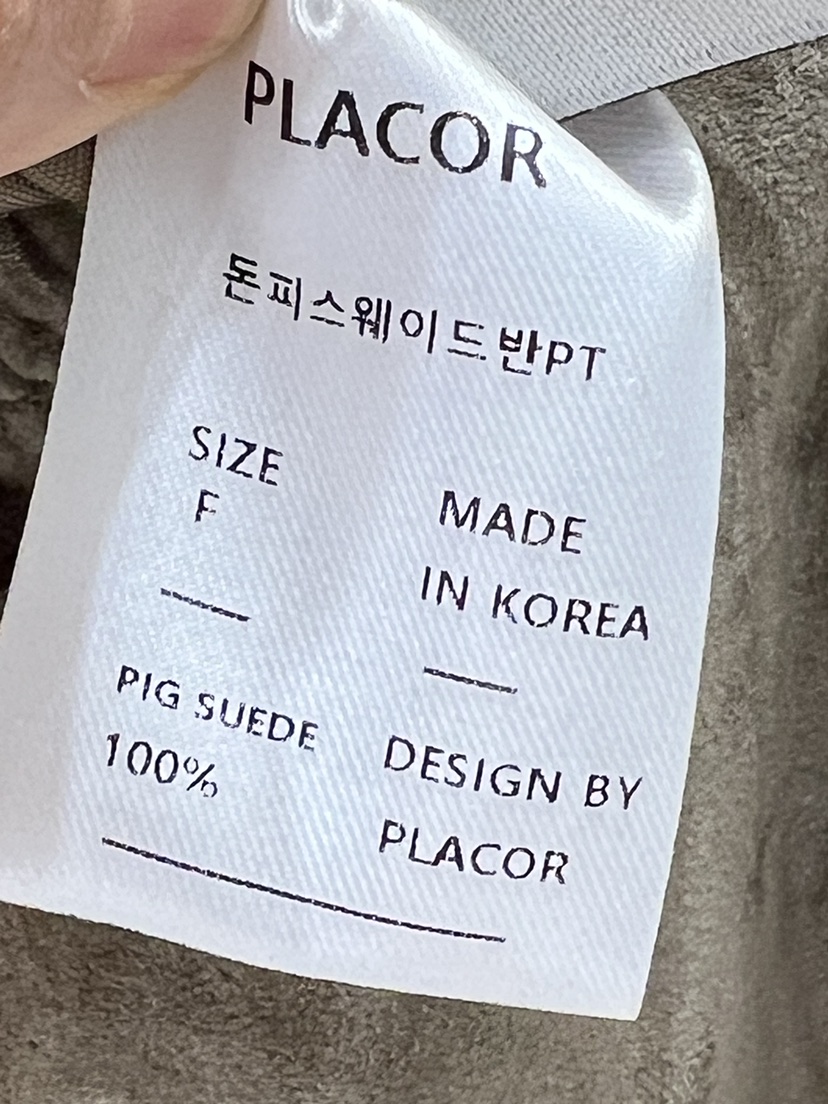 PLACOR
돈피스웨이드반PT
SIZE
F
PIG SUEDE
100%
MADE
IN KOREA
DESIGN BY
PLACOR